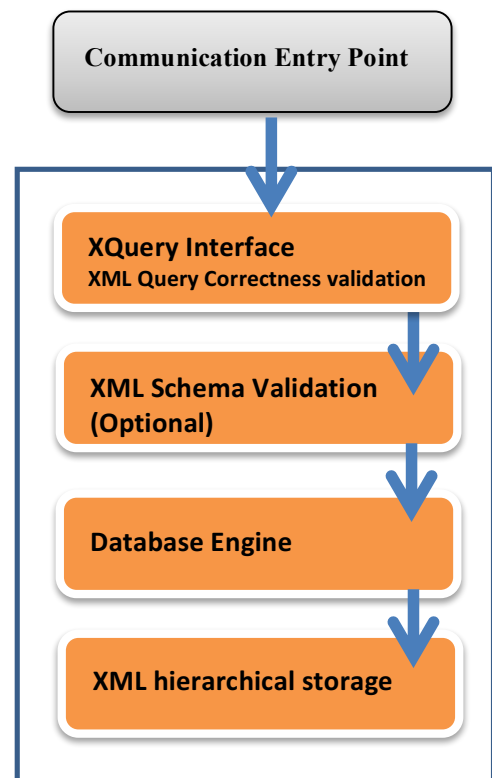 Communication Entry Point
XQuery Interface
XML Query Correctness validation
XML Schema Validation
(Optional)
Database Engine
XML hierarchical storage